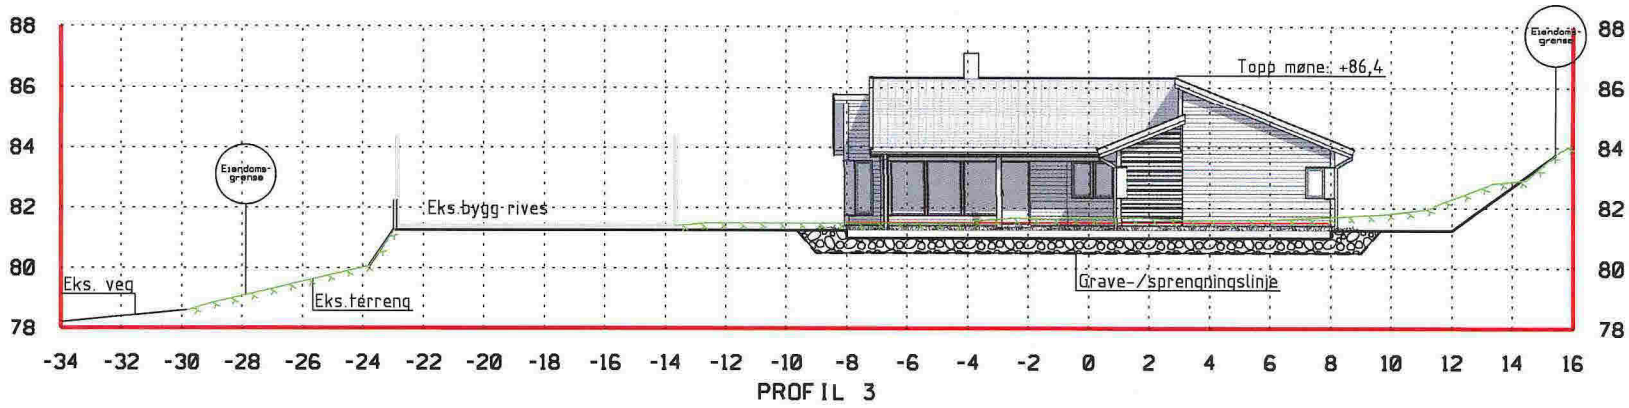 88
86
84
82
80
78
Eiendoms-
grense
Eks. veg
Eks.terreng
Eks.bygg rives
Topp møne: +86,4
Grave-/sprengningslinje
Eiendoms-
grense
88
86
84
82
80
78
-34 -32 -30 -28 -26 -24 -22 -20 -18 -16 -14 -12 -10 -8 -6 -4 -2 0 2 4 6 8 10 12 14 16
PROFIL 3